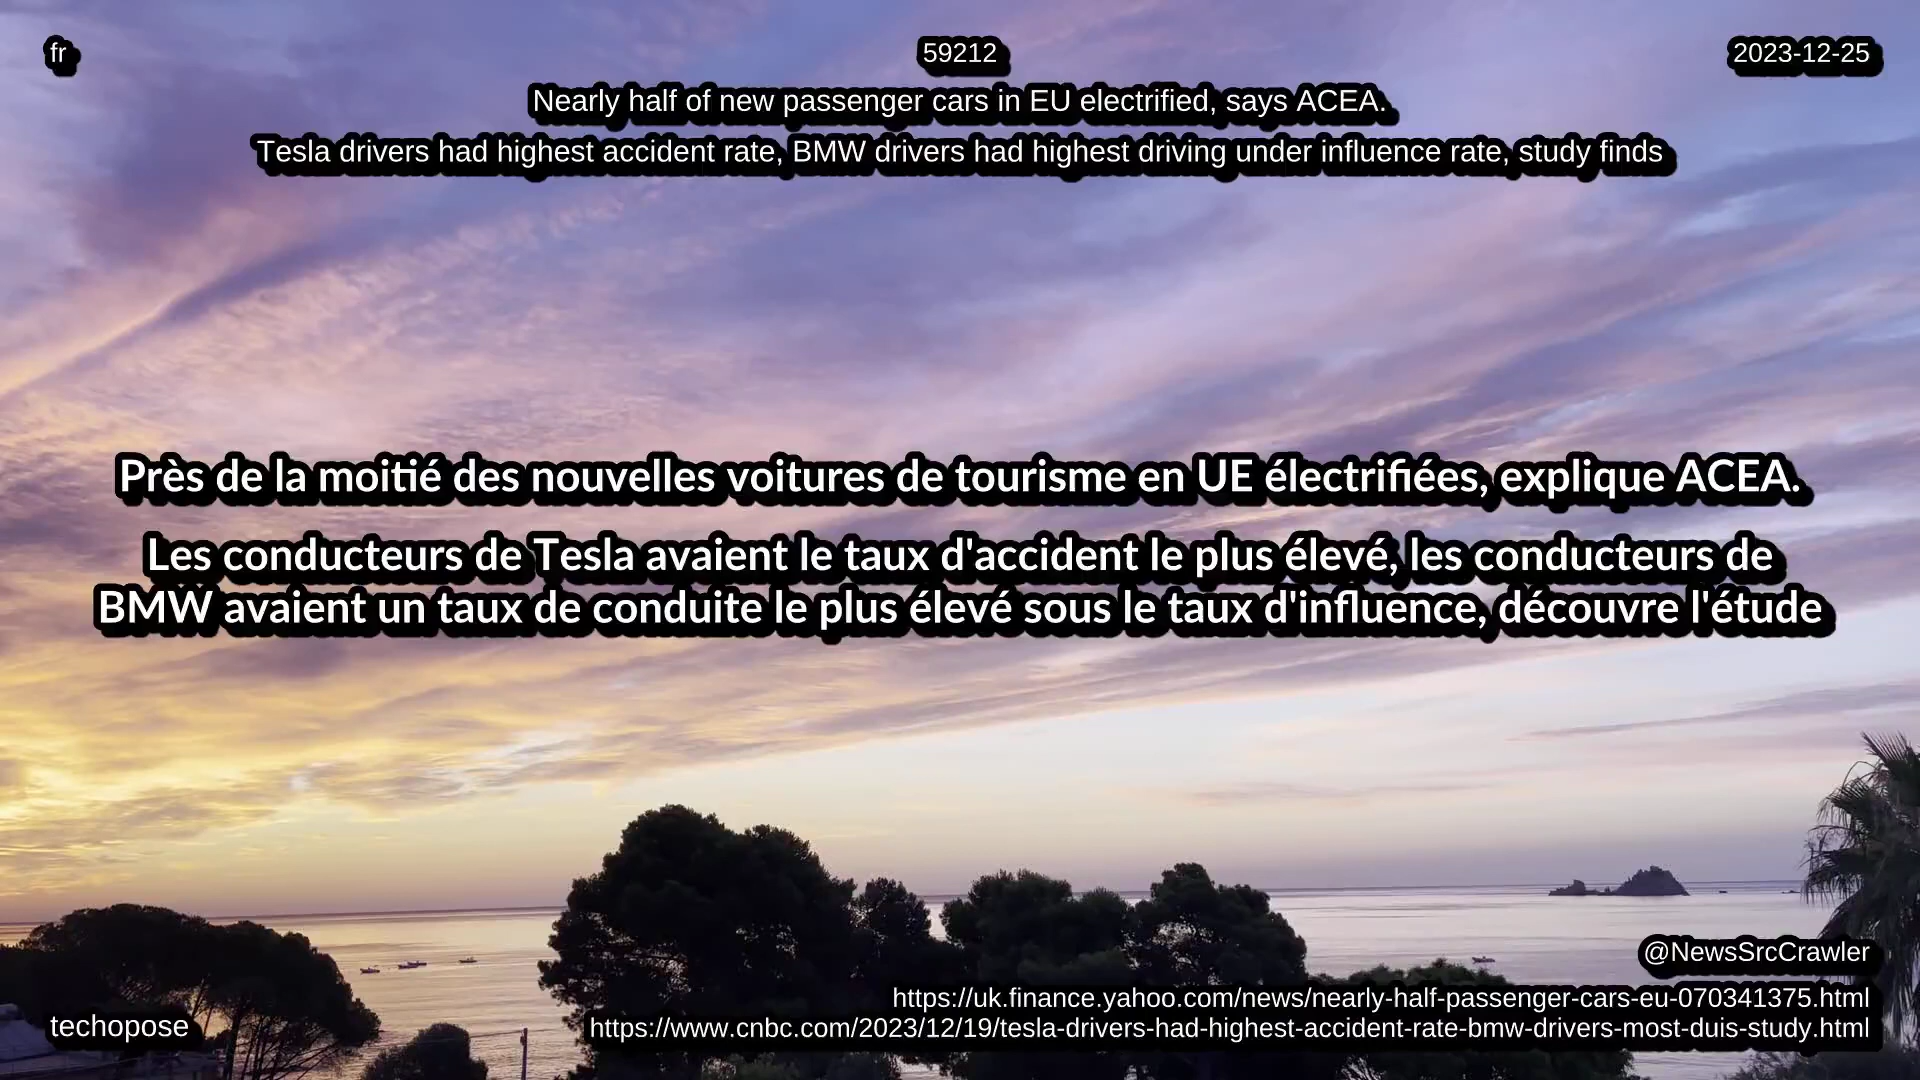 fr
59212
2023-12-25
Nearly half of new passenger cars in EU electrified, says ACEA.
Tesla drivers had highest accident rate, BMW drivers had highest driving under influence rate, study finds
Près de la moitié des nouvelles voitures de tourisme en UE électrifiées, explique ACEA.
Les conducteurs de Tesla avaient le taux d'accident le plus élevé, les conducteurs de
BMW avaient un taux de conduite le plus élevé sous le taux d'influence, découvre l'étude
@NewsSrcCrawler
https://uk.finance.yahoo.com/news/nearly-half-passenger-cars-eu-070341375.html
techopose
https://www.cnbc.com/2023/12/19/tesla-drivers-had-highest-accident-rate-bmw-drivers-most-duis-study.html